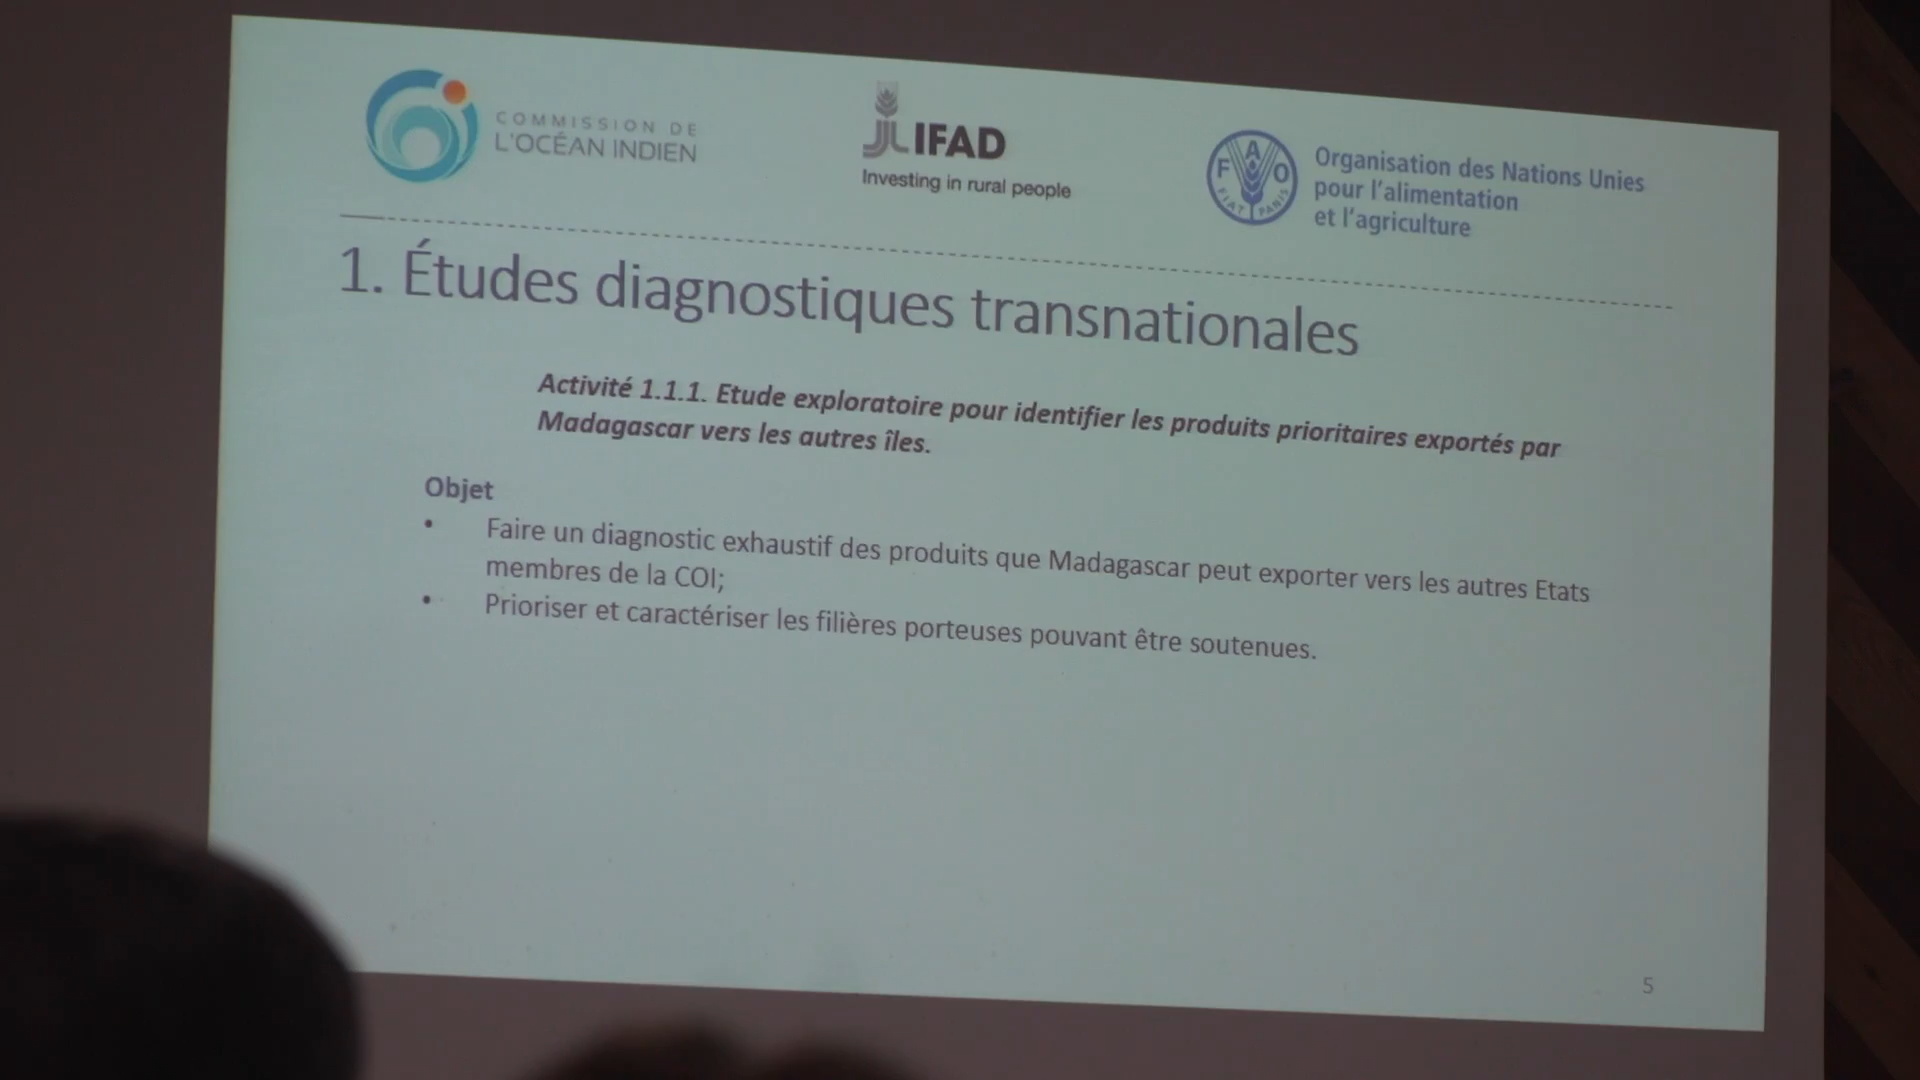 COMMISSION DE
L'OCÉAN INDIEN
IFAD
Investing in rural people
F A O
FIAT PANIS
Organisation des Nations Unies
pour l'alimentation
et l'agriculture
1. Études diagnostiques transnationales
Activité 1.1.1. Etude exploratoire pour identifier les produits prioritaires exportés par
Madagascar vers les autres îles.
Objet
• Faire un diagnostic exhaustif des produits que Madagascar peut exporter vers les autres Etats
membres de la COI;
• Prioriser et caractériser les filières porteuses pouvant être soutenues.
5